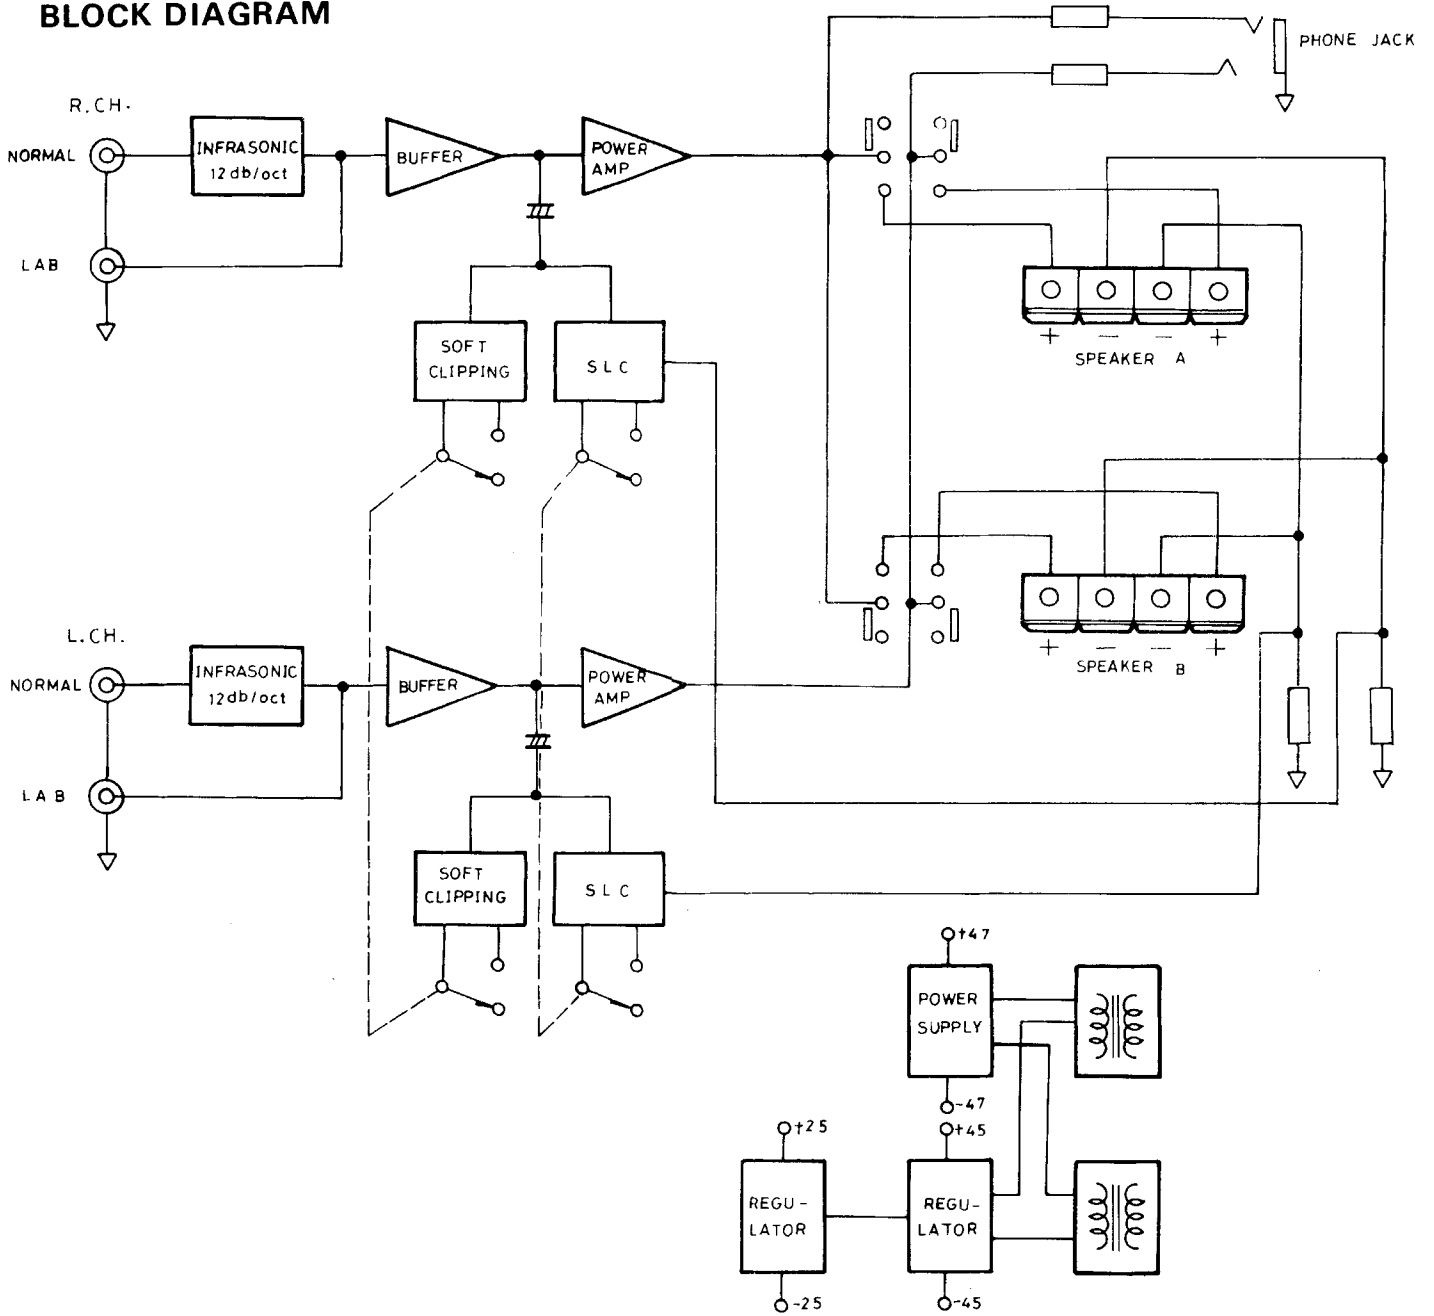 BLOCK DIAGRAM
PHONE JACK
R.CH.
NORMAL
INFRASONIC
12db/oct
BUFFER
POWER
AMP
LAB
SOFT
CLIPPING
SLC
+ − − +
SPEAKER A
L.CH.
NORMAL
INFRASONIC
12db/oct
BUFFER
POWER
AMP
+ − − +
SPEAKER B
LAB
SOFT
CLIPPING
SLC
+47
POWER
SUPPLY
-47
+25
+45
REGU-
LATOR
REGU-
LATOR
-25
-45